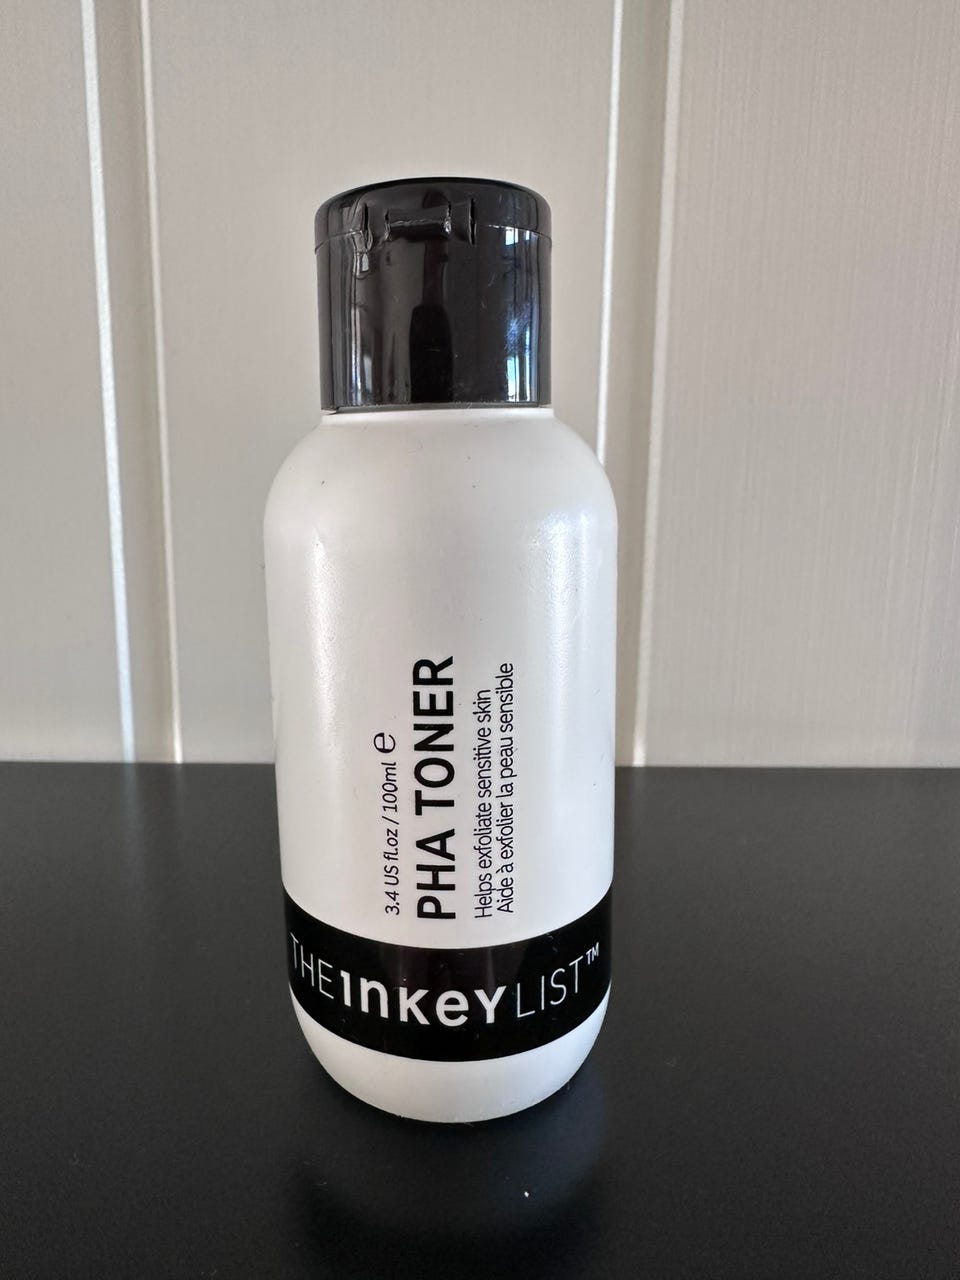 3.4 US fl.oz / 100ml ℮
PHA TONER
Helps exfoliate sensitive skin
Aide à exfolier la peau sensible
THE INKEY LIST™